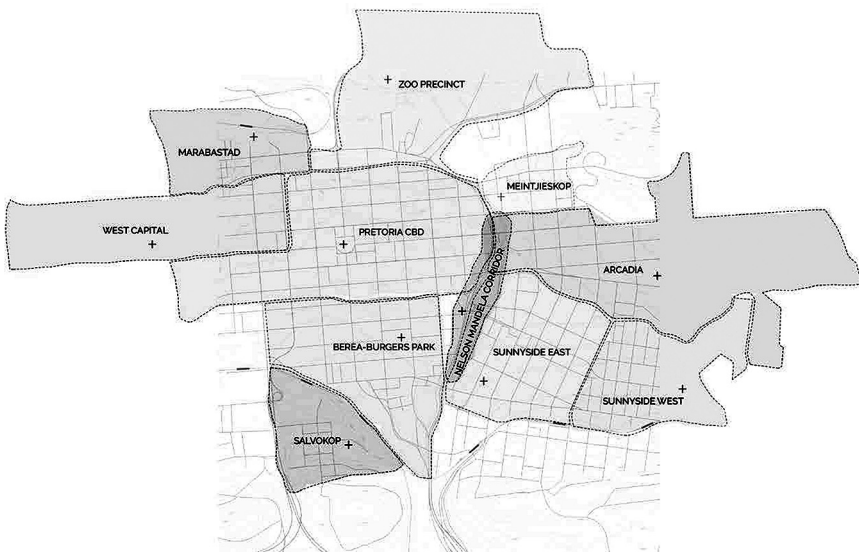 ZOO PRECINCT
MARABASTAD
MEINTJIESKOP
WEST CAPITAL
PRETORIA CBD
ARCADIA
NELSON MANDELA CORRIDOR
BEREA-BURGERS PARK
SUNNYSIDE EAST
SUNNYSIDE WEST
SALVOKOP